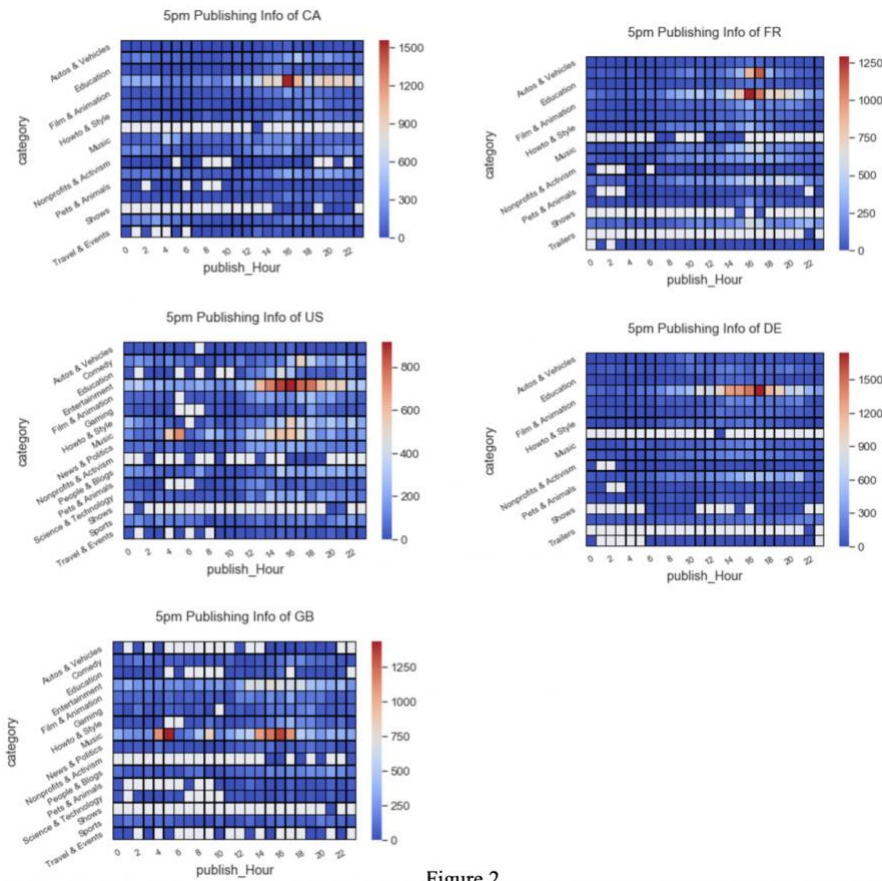 5pm Publishing Info of CA
category
Autos & Vehicles
Education
Film & Animation
Howto & Style
Music
Nonprofits & Activism
Pets & Animals
Shows
Travel & Events
0 2 4 6 8 10 12 14 16 18 20 22
publish_Hour
1500
1200
900
600
300
0
5pm Publishing Info of FR
category
Autos & Vehicles
Education
Film & Animation
Howto & Style
Music
Nonprofits & Activism
Pets & Animals
Shows
Trailers
0 2 4 6 8 10 12 14 16 18 20 22
publish_Hour
1250
1000
750
500
250
0
5pm Publishing Info of US
category
Autos & Vehicles
Comedy
Education
Entertainment
Film & Animation
Gaming
Howto & Style
Music
News & Politics
Nonprofits & Activism
People & Blogs
Pets & Animals
Science & Technology
Shows
Sports
Travel & Events
0 2 4 6 8 10 12 14 16 18 20 22
publish_Hour
800
600
400
200
0
5pm Publishing Info of DE
category
Autos & Vehicles
Education
Film & Animation
Howto & Style
Music
Nonprofits & Activism
Pets & Animals
Shows
Trailers
0 2 4 6 8 10 12 14 16 18 20 22
publish_Hour
1500
1200
900
600
300
0
5pm Publishing Info of GB
category
Autos & Vehicles
Comedy
Education
Entertainment
Film & Animation
Gaming
Howto & Style
Music
News & Politics
Nonprofits & Activism
People & Blogs
Pets & Animals
Science & Technology
Shows
Sports
Travel & Events
0 2 4 6 8 10 12 14 16 18 20 22
publish_Hour
1250
1000
750
500
250
0
Figure 2